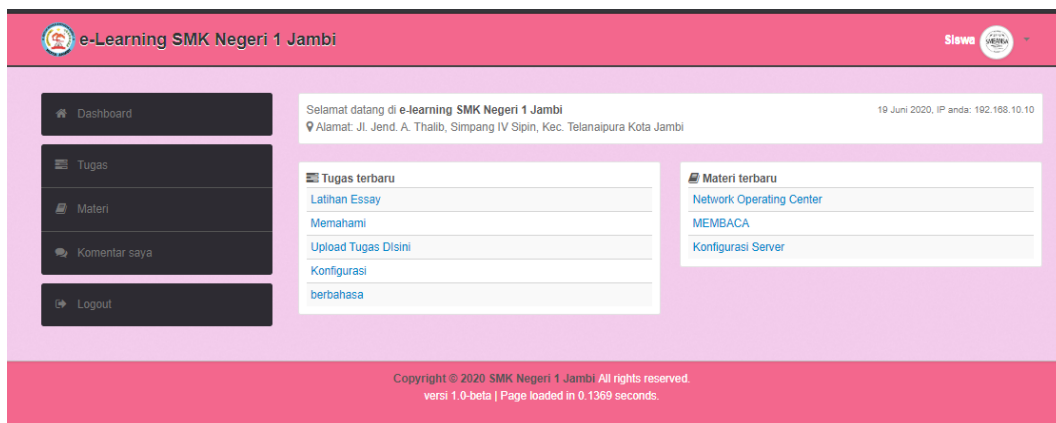 e-Learning SMK Negeri 1 Jambi
Siswa
Dashboard
Tugas
Materi
Komentar saya
Logout
Selamat datang di e-learning SMK Negeri 1 Jambi
19 Juni 2020, IP anda: 192.168.10.10
Alamat: Jl. Jend. A. Thalib, Simpang IV Sipin, Kec. Telanaipura Kota Jambi
Tugas terbaru
Latihan Essay
Memahami
Upload Tugas DIsini
Konfigurasi
berbahasa
Materi terbaru
Network Operating Center
MEMBACA
Konfigurasi Server
Copyright © 2020 SMK Negeri 1 Jambi All rights reserved.
versi 1.0-beta | Page loaded in 0.1369 seconds.